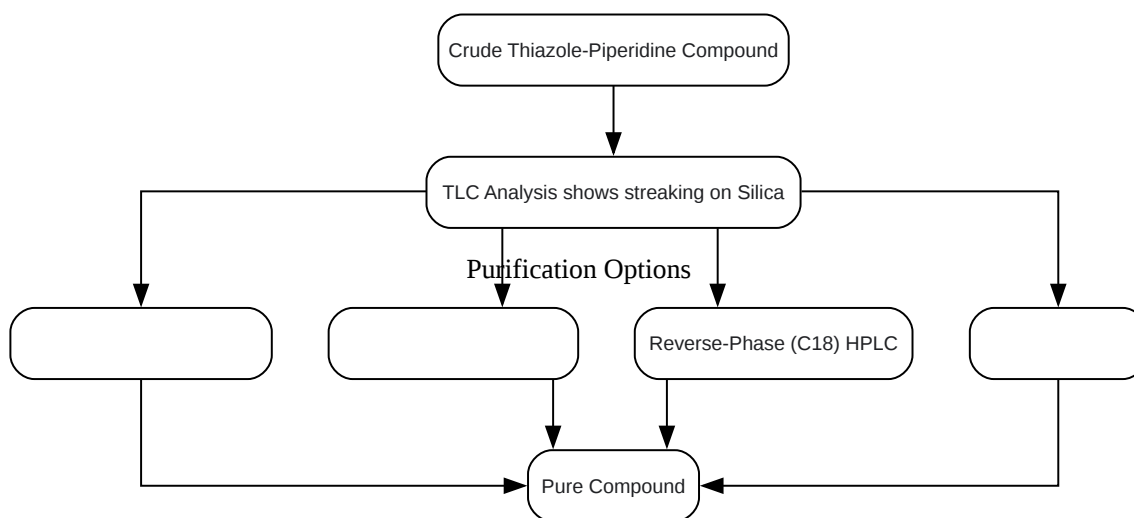 Crude Thiazole-Piperidine Compound
TLC Analysis shows streaking on Silica
Purification Options
Reverse-Phase (C18) HPLC
Pure Compound